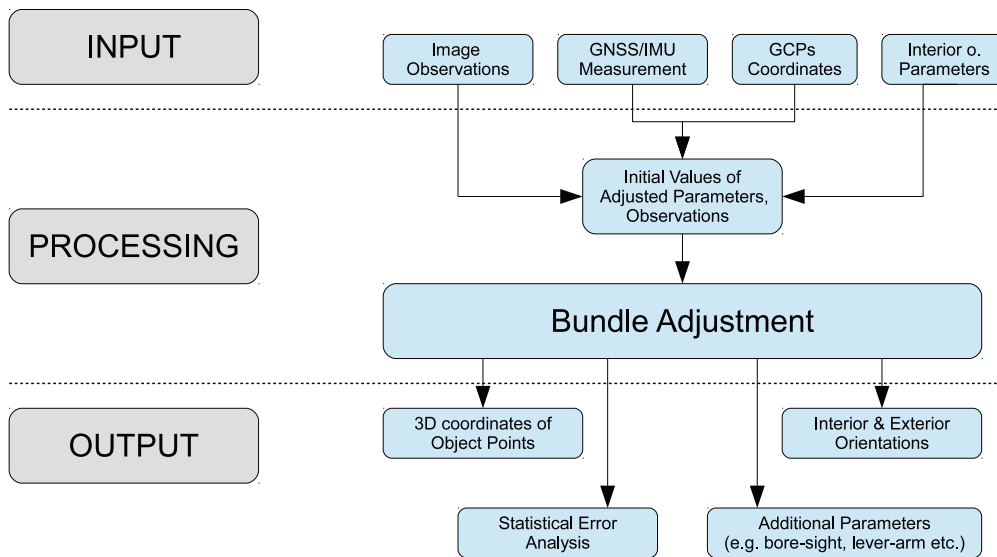 INPUT
Image
Observations
GNSS/IMU
Measurement
GCPs
Coordinates
Interior o.
Parameters
PROCESSING
Initial Values of
Adjusted Parameters,
Observations
Bundle Adjustment
OUTPUT
3D coordinates of
Object Points
Interior & Exterior
Orientations
Statistical Error
Analysis
Additional Parameters
(e.g. bore-sight, lever-arm etc.)